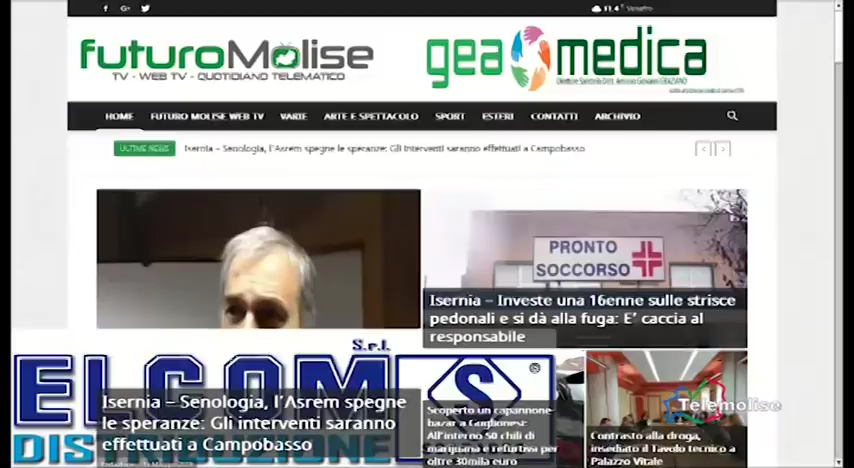 11.4 ° Venafro
futuroMolise
TV - WEB TV - QUOTIDIANO TELEMATICO
gea medica
HOME FUTURO MOLISE WEB TV VARIE ARTE E SPETTACOLO SPORT ESTERI CONTATTI ARCHIVIO
ULTIME NEWS Isernia – Senologia, l'Asrem spegne le speranze: Gli interventi saranno effettuati a Campobasso
PRONTO
SOCCORSO
Isernia – Investe una 16enne sulle strisce
pedonali e si dà alla fuga: E' caccia al
responsabile
S.r.l.
ELCOM S ®
Isernia – Senologia, l'Asrem spegne
le speranze: Gli interventi saranno
effettuati a Campobasso
DISTRIBUZIONE
Scoperto un capannone-
bazar a Guglionesi:
All'interno 50 chili di
marijuana e refurtiva per
oltre 30mila euro
Contrasto alla droga,
insediato il Tavolo tecnico a
Palazzo Vitale
Telemolise